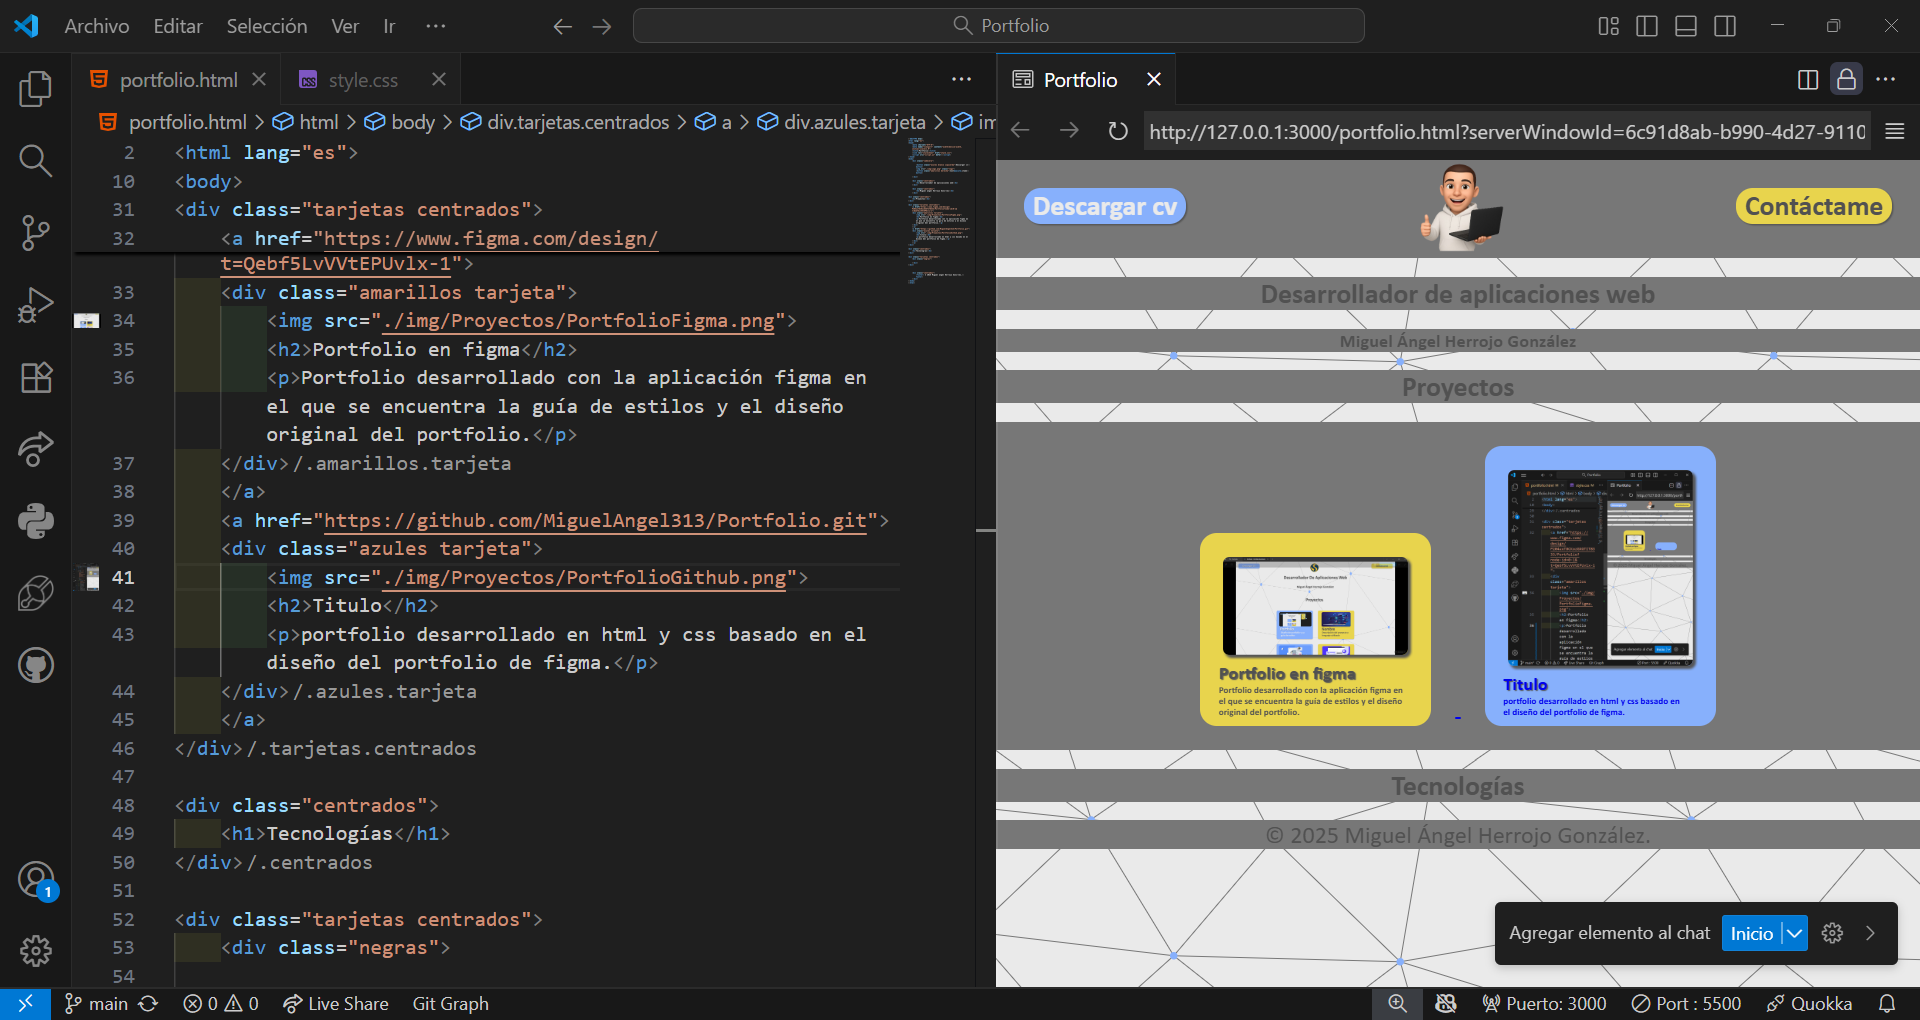 Archivo Editar Selección Ver Ir ···
Portfolio
portfolio.html
style.css
portfolio.html > html > body > div.tarjetas.centrados > a > div.azules.tarjeta > im
2 <html lang="es">
10 <body>
31 <div class="tarjetas centrados">
32 <a href="https://www.figma.com/design/
t=Qebf5LvVVtEPUvlx-1">
33 <div class="amarillos tarjeta">
34 <img src="./img/Proyectos/PortfolioFigma.png">
35 <h2>Portfolio en figma</h2>
36 <p>Portfolio desarrollado con la aplicación figma en
el que se encuentra la guía de estilos y el diseño
original del portfolio.</p>
37 </div>/.amarillos.tarjeta
38 </a>
39 <a href="https://github.com/MiguelAngel313/Portfolio.git">
40 <div class="azules tarjeta">
41 <img src="./img/Proyectos/PortfolioGithub.png">
42 <h2>Titulo</h2>
43 <p>portfolio desarrollado en html y css basado en el
diseño del portfolio de figma.</p>
44 </div>/.azules.tarjeta
45 </a>
46 </div>/.tarjetas.centrados
47
48 <div class="centrados">
49 <h1>Tecnologías</h1>
50 </div>/.centrados
51
52 <div class="tarjetas centrados">
53 <div class="negras">
54
Portfolio
http://127.0.0.1:3000/portfolio.html?serverWindowId=6c91d8ab-b990-4d27-9110
Descargar cv
Contáctame
Desarrollador de aplicaciones web
Miguel Ángel Herrojo González
Proyectos
Desarrollador De Aplicaciones Web
Proyectos
Portfolio en figma
Portfolio desarrollado con la aplicación figma en
el que se encuentra la guía de estilos y el diseño
original del portfolio.
Titulo
portfolio desarrollado en html y css basado en
el diseño del portfolio de figma.
Tecnologías
© 2025 Miguel Ángel Herrojo González.
Agregar elemento al chat Inicio
1
main 0 0 Live Share Git Graph
Puerto: 3000 Port : 5500 Quokka